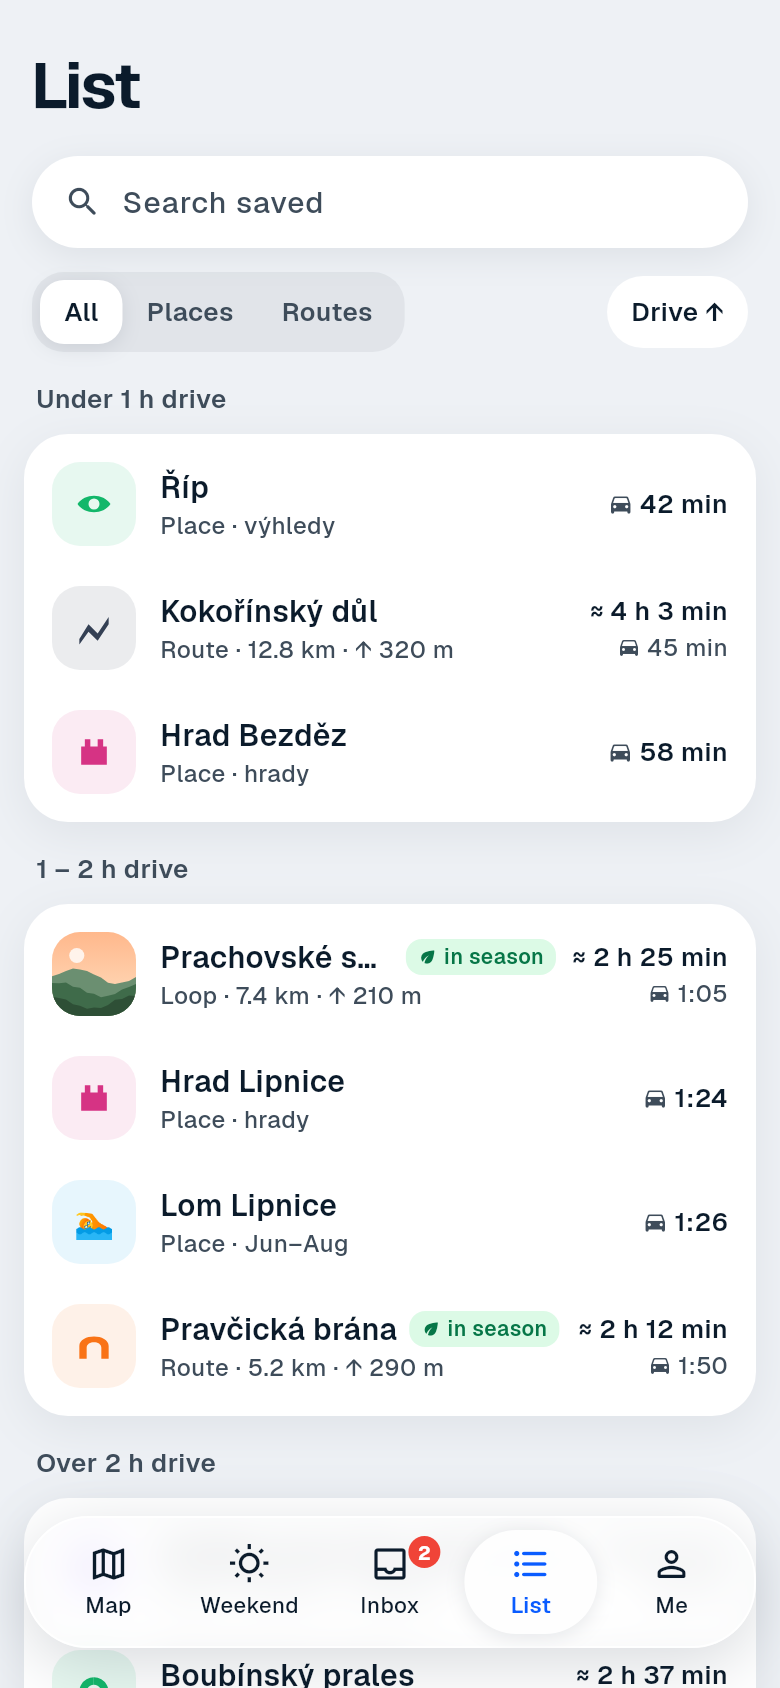 List
Search saved
All Places Routes Drive ↑
Under 1 h drive
Říp
Place · výhledy
42 min
Kokořínský důl
Route · 12.8 km · ↑ 320 m
≈ 4 h 3 min
45 min
Hrad Bezděz
Place · hrady
58 min
1 – 2 h drive
Prachovské s… in season ≈ 2 h 25 min
Loop · 7.4 km · ↑ 210 m 1:05
Hrad Lipnice
Place · hrady
1:24
Lom Lipnice
Place · Jun–Aug
1:26
Pravčická brána in season ≈ 2 h 12 min
Route · 5.2 km · ↑ 290 m 1:50
Over 2 h drive
2
Map Weekend Inbox List Me
Boubínský prales ≈ 2 h 37 min